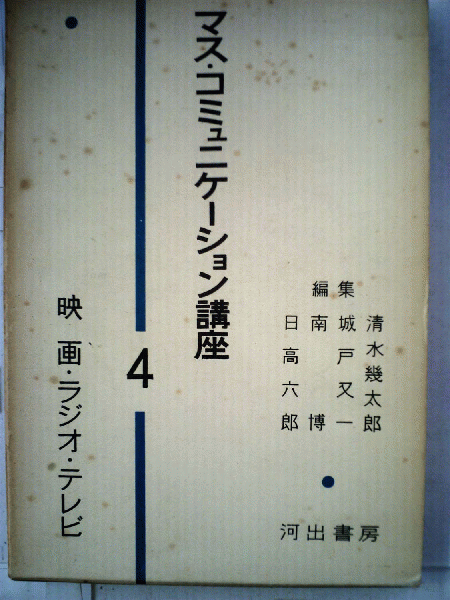 マス・コミュニケーション講座
4
映画・ラジオ・テレビ
編集
清水幾太郎
城戸又一
南博
日高六郎
河出書房